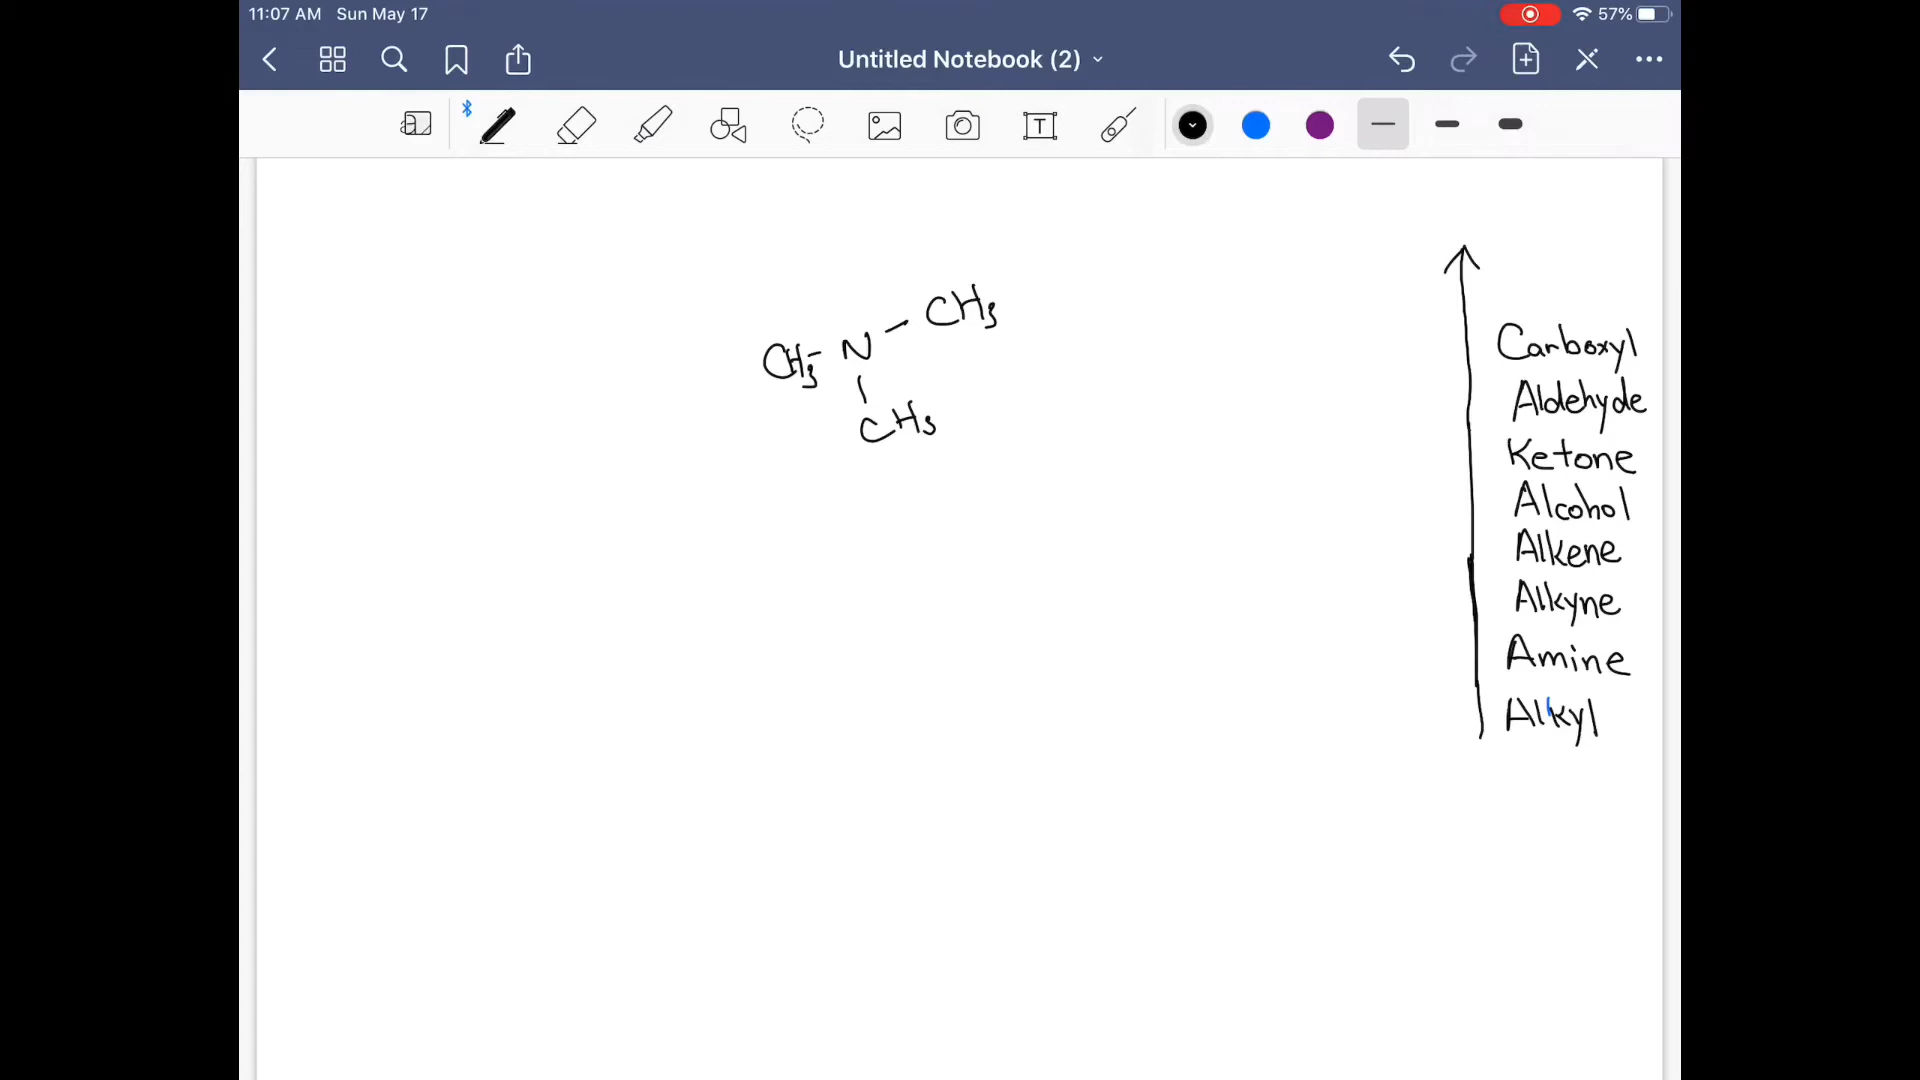 11:07 AM Sun May 17
57%
Untitled Notebook (2)
a
T
CH3
CH3- N
CH3
Carboxyl
Aldehyde
Ketone
Alcohol
Alkene
Alkyne
Amine
Alkyl